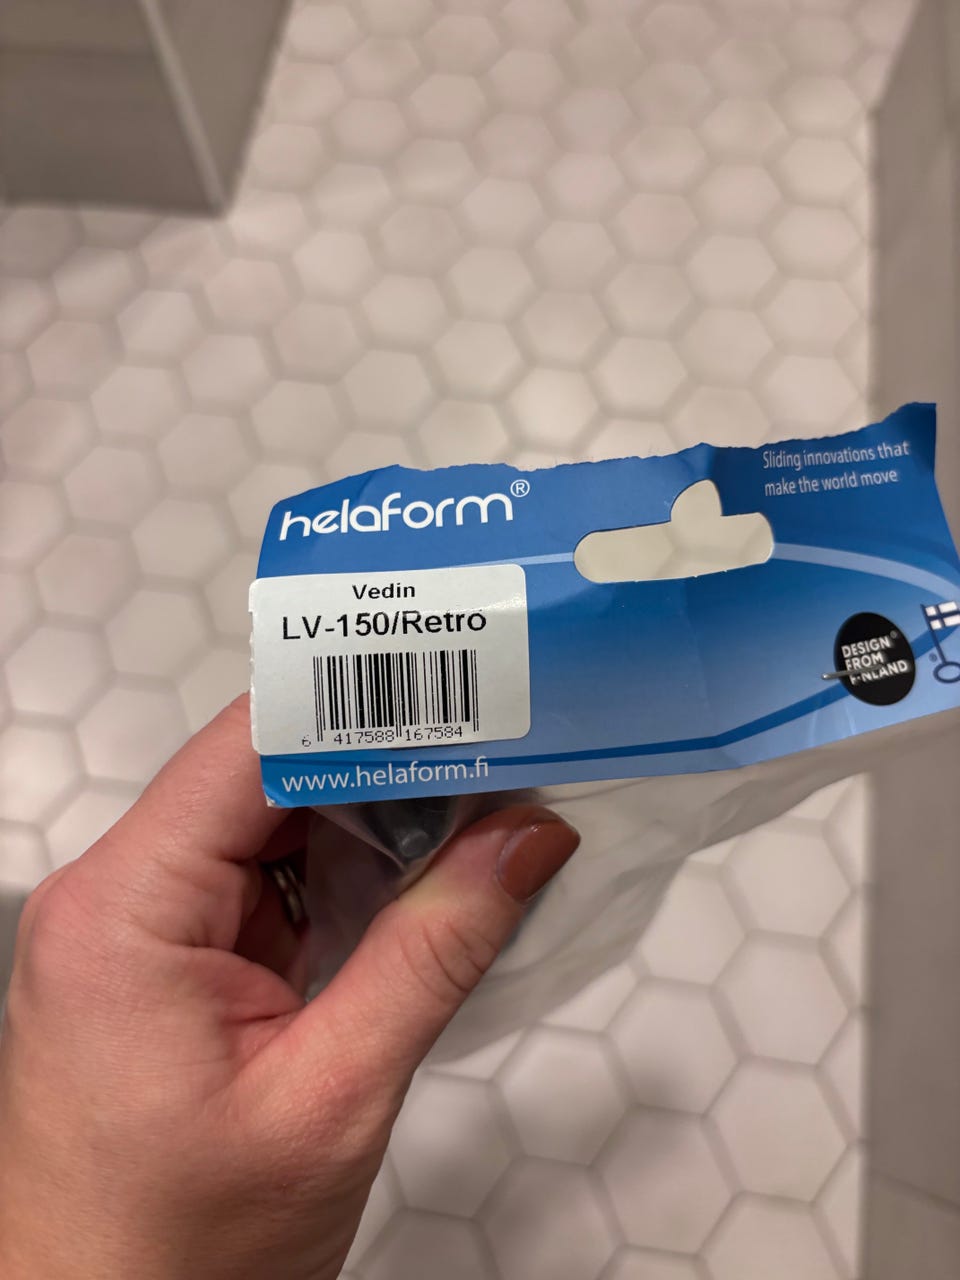 helaform®
Sliding innovations that
make the world move
Vedin
LV-150/Retro
6 417588 167584
DESIGN®
FROM
FINLAND
www.helaform.fi